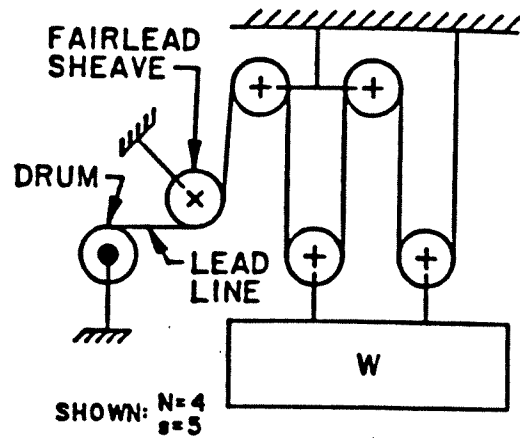 FAIRLEAD
SHEAVE
DRUM
LEAD
LINE
W
SHOWN: N=4
s=5